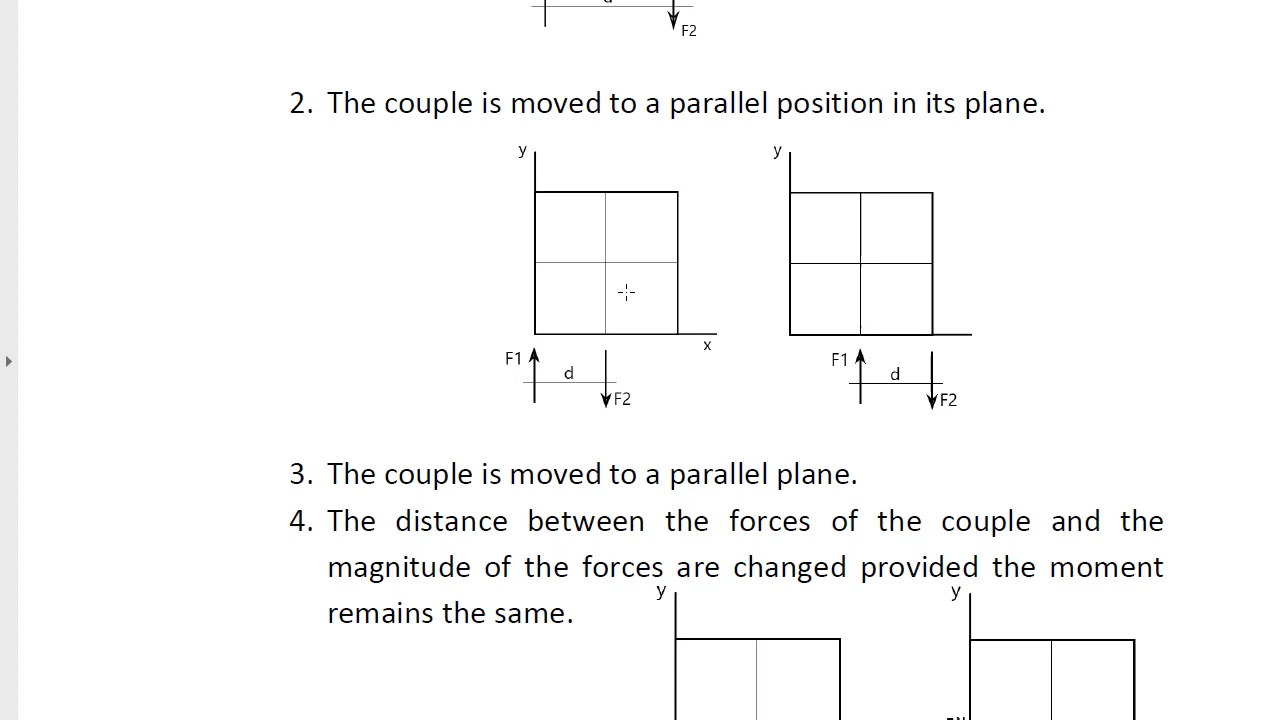 F2
2. The couple is moved to a parallel position in its plane.
y
y
x
F1
d
F2
F1
d
F2
3. The couple is moved to a parallel plane.
4. The distance between the forces of the couple and the
magnitude of the forces are changed provided the moment
remains the same.
y
y